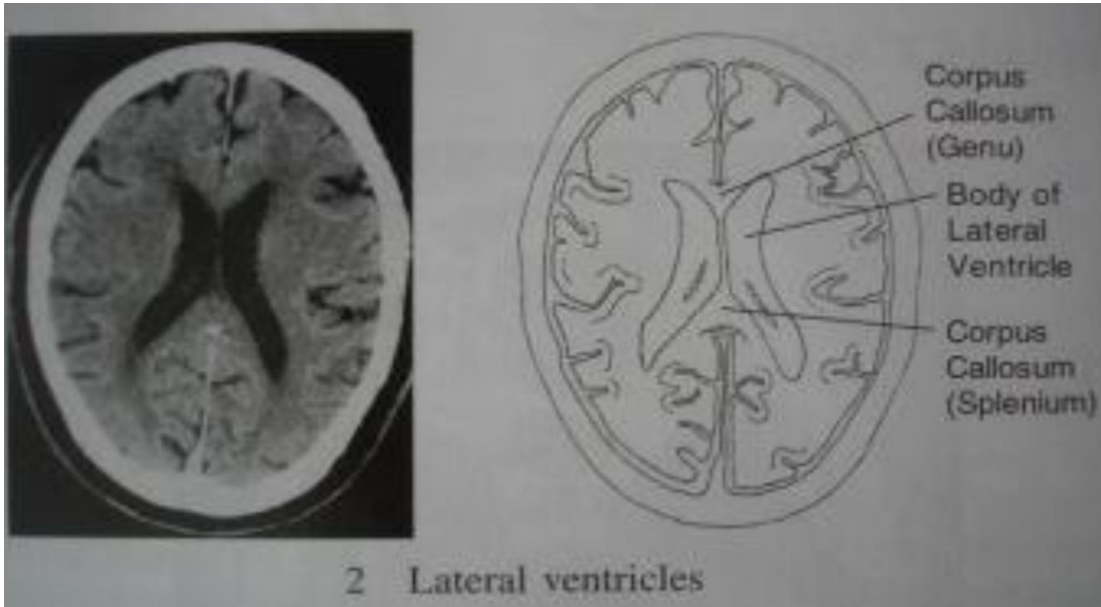 Corpus
Callosum
(Genu)
Body of
Lateral
Ventricle
Corpus
Callosum
(Splenium)
2 Lateral ventricles